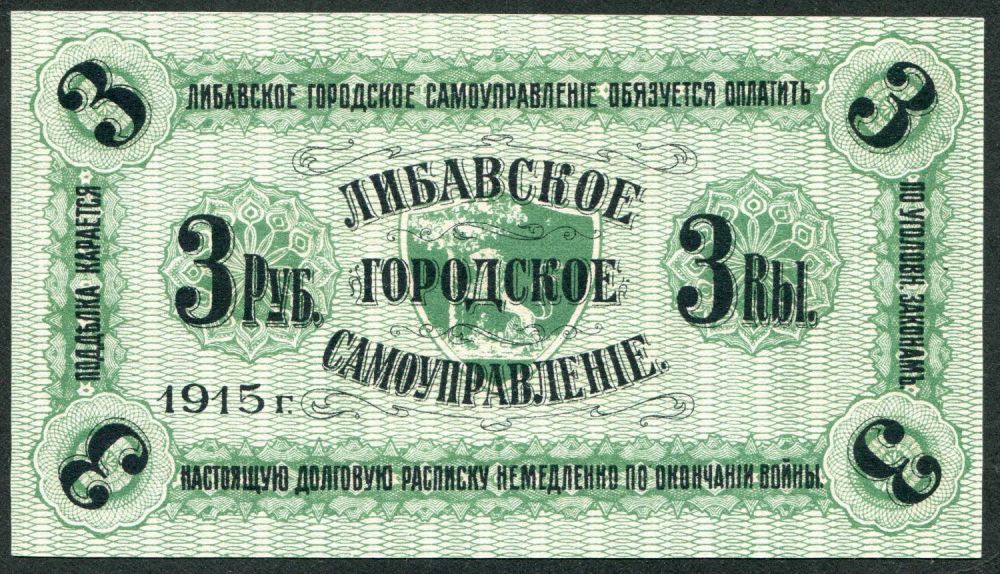 3 3
ЛИБАВСКОЕ ГОРОДСКОЕ САМОУПРАВЛЕНІЕ ОБЯЗУЕТСЯ ОПЛАТИТЬ
ПОДДѢЛКА КАРАЕТСЯ
ПО УГОЛОВН. ЗАКОНАМЪ.
ЛИБАВСКОЕ
ГОРОДСКОЕ
САМОУПРАВЛЕНІЕ.
3 РУБ.
3 Rbl.
1915 г.
НАСТОЯЩУЮ ДОЛГОВУЮ РАСПИСКУ НЕМЕДЛЕННО ПО ОКОНЧАНІИ ВОЙНЫ.
3 3